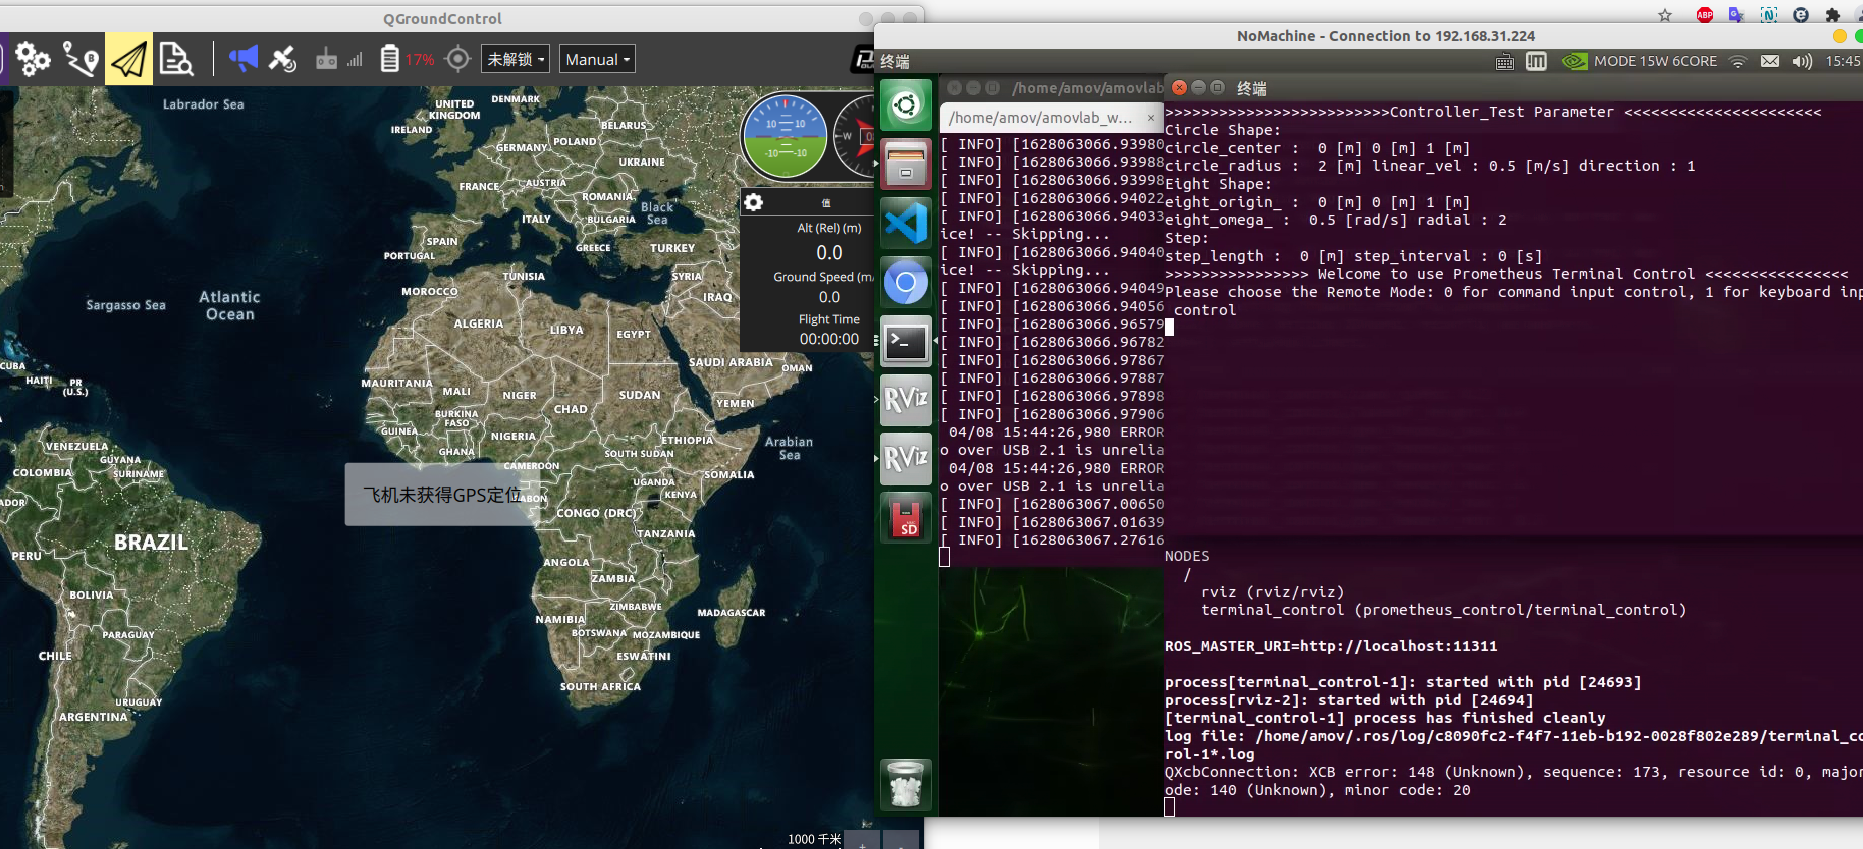 QGroundControl
17%
未解锁
Manual
Labrador Sea
UNITED
KINGDOM
DENMARK
IRELAND
BELARUS
POLAND
GERMANY
UKRAINE
FRANCE
AUSTRIA
ROMANIA
ITALY
BULGARIA
Black
Sea
SPAIN
GREECE
TURKEY
PORTUGAL
TUNISIA
SYRIA
MOROCCO
IRAQ
Sargasso Sea
Atlantic
Ocean
ALGERIA
LIBYA
EGYPT
SAUDI ARABIA
OMAN
CUBA
HAITI
PR
(U.S.)
MAURITANIA
MALI
NIGER
SUDAN
CHAD
YEMEN
BURKINA
FASO
GUINEA
NIGERIA
ETHIOPIA
Arabian
Sea
GHANA
SOUTH SUDAN
VENEZUELA
GUYANA
SURINAME
COLOMBIA
CAMEROON
SOMALIA
UGANDA
KENYA
飞机未获得GPS定位
CONGO (DRC)
TANZANIA
BRAZIL
PERU
ANGOLA
ZAMBIA
BOLIVIA
ZIMBABWE
MADAGASCAR
NAMIBIA
BOTSWANA
MOZAMBIQUE
PARAGUAY
CHILE
ESWATINI
SOUTH AFRICA
URUGUAY
ARGENTINA
1000 千米
10 10
-10 -10
W
值
Alt (Rel) (m)
0.0
Ground Speed (m/
0.0
Flight Time
00:00:00
NoMachine - Connection to 192.168.31.224
终端
MODE 15W 6CORE
15:45
/home/amov/amovlab
/home/amov/amovlab_w... ×
[ INFO] [1628063066.93980
[ INFO] [1628063066.93988
[ INFO] [1628063066.93998
[ INFO] [1628063066.94022
[ INFO] [1628063066.94033
ice! -- Skipping...
[ INFO] [1628063066.94040
ice! -- Skipping...
[ INFO] [1628063066.94049
[ INFO] [1628063066.94056
[ INFO] [1628063066.96579
[ INFO] [1628063066.96782
[ INFO] [1628063066.97867
[ INFO] [1628063066.97887
[ INFO] [1628063066.97898
[ INFO] [1628063066.97906
04/08 15:44:26,980 ERROR
o over USB 2.1 is unrelia
04/08 15:44:26,980 ERROR
o over USB 2.1 is unrelia
[ INFO] [1628063067.00650
[ INFO] [1628063067.01639
[ INFO] [1628063067.27616
RViz
RViz
SD
终端
>>>>>>>>>>>>>>>>>>>>>>>>>Controller_Test Parameter <<<<<<<<<<<<<<<<<<<<<<
Circle Shape:
circle_center :  0 [m] 0 [m] 1 [m]
circle_radius :  2 [m] linear_vel : 0.5 [m/s] direction : 1
Eight Shape:
eight_origin_ :  0 [m] 0 [m] 1 [m]
eight_omega_ :  0.5 [rad/s] radial : 2
Step:
step_length :  0 [m] step_interval : 0 [s]
>>>>>>>>>>>>>>>> Welcome to use Prometheus Terminal Control <<<<<<<<<<<<<<<<
Please choose the Remote Mode: 0 for command input control, 1 for keyboard inp
control
NODES
/
rviz (rviz/rviz)
terminal_control (prometheus_control/terminal_control)
ROS_MASTER_URI=http://localhost:11311
process[terminal_control-1]: started with pid [24693]
process[rviz-2]: started with pid [24694]
[terminal_control-1] process has finished cleanly
log file: /home/amov/.ros/log/c8090fc2-f4f7-11eb-b192-0028f802e289/terminal_co
rol-1*.log
QXcbConnection: XCB error: 148 (Unknown), sequence: 173, resource id: 0, major
ode: 140 (Unknown), minor code: 20